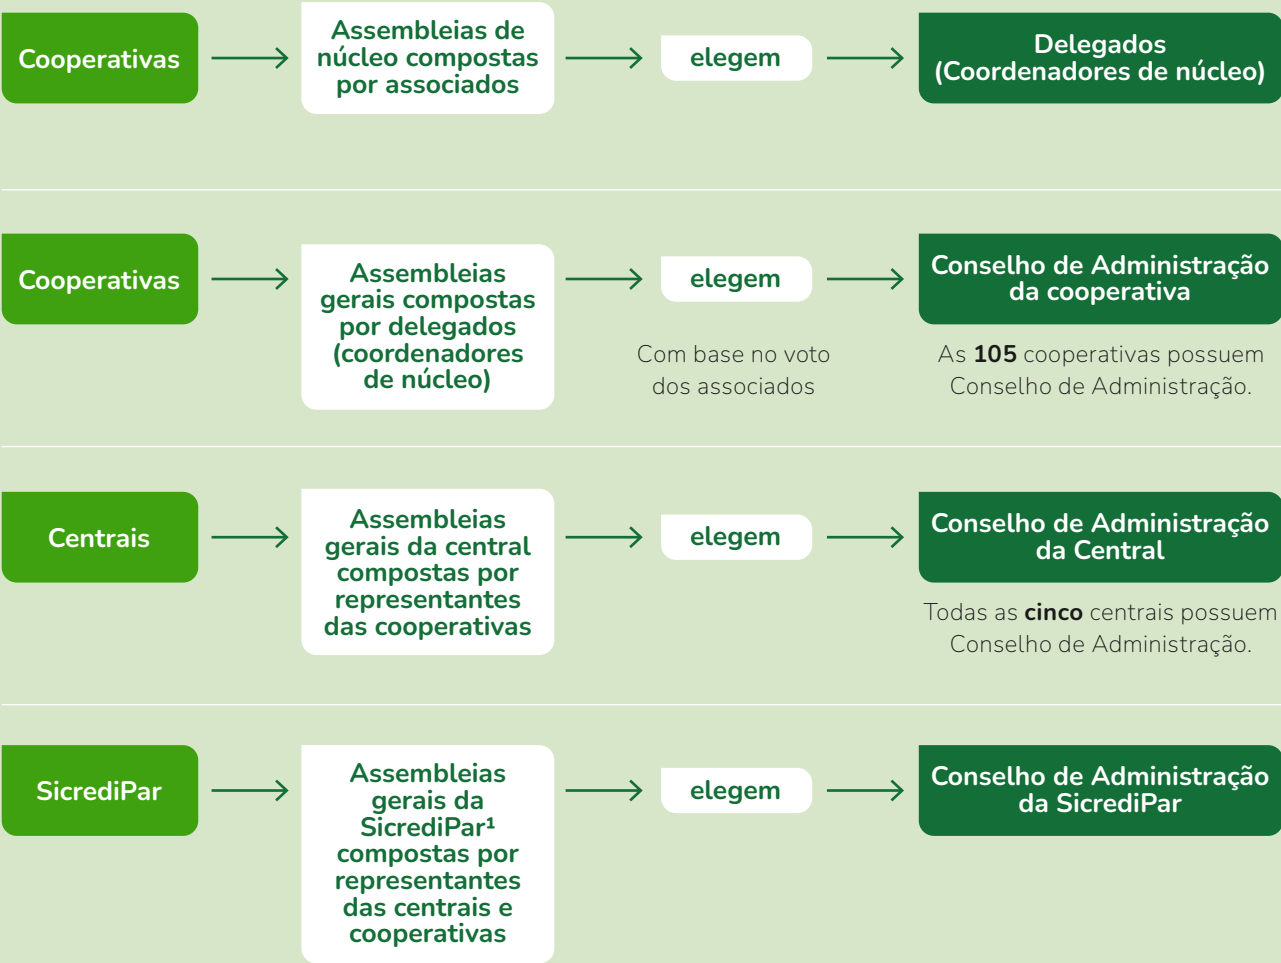 Cooperativas
Assembleias de
núcleo compostas
por associados
elegem
Delegados
(Coordenadores de núcleo)
Cooperativas
Assembleias
gerais compostas
por delegados
(coordenadores
de núcleo)
elegem
Com base no voto
dos associados
Conselho de Administração
da cooperativa
As 105 cooperativas possuem
Conselho de Administração.
Centrais
Assembleias
gerais da central
compostas por
representantes
das cooperativas
elegem
Conselho de Administração
da Central
Todas as cinco centrais possuem
Conselho de Administração.
SicrediPar
Assembleias
gerais da
SicrediPar¹
compostas por
representantes
das centrais e
cooperativas
elegem
Conselho de Administração
da SicrediPar